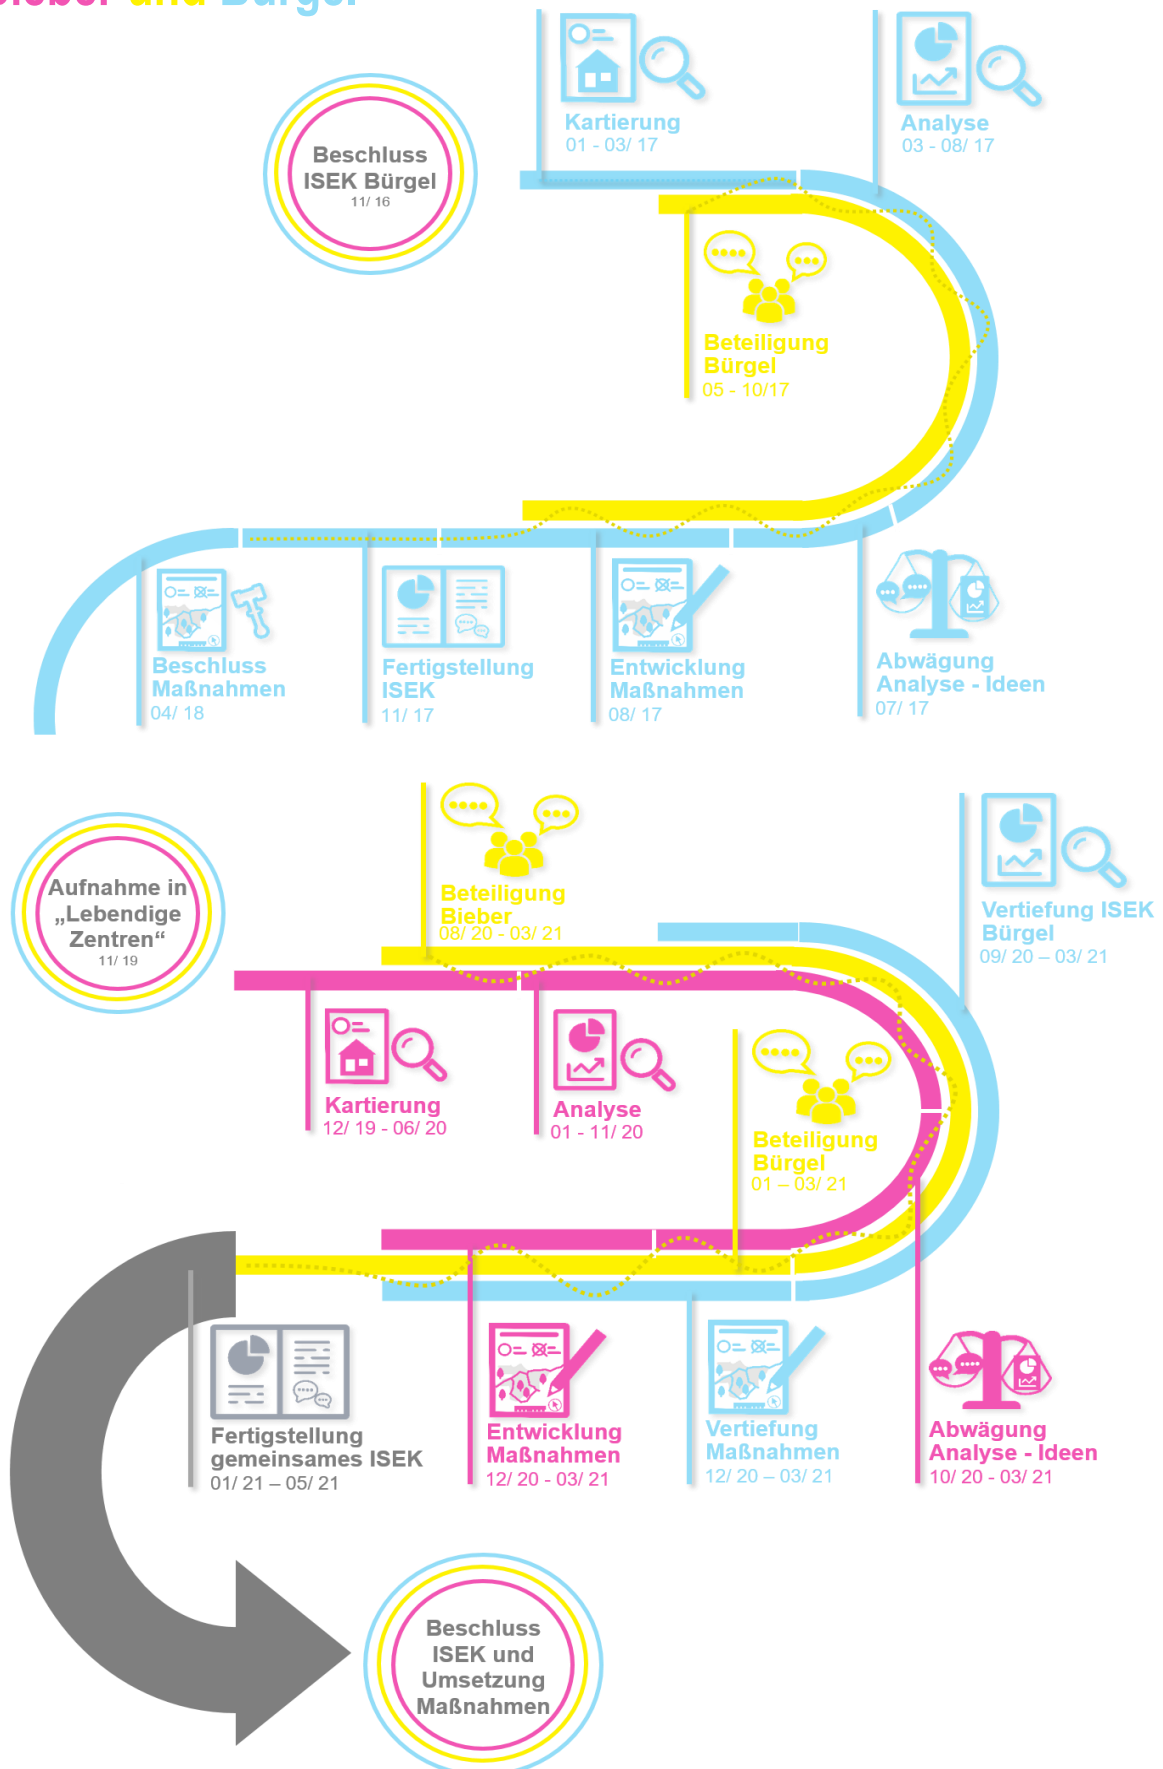 Bieber und Bürgel
Kartierung
01 - 03/ 17
Analyse
03 - 08/ 17
Beschluss
ISEK Bürgel
11/ 16
Beteiligung
Bürgel
05 - 10/17
Beschluss
Maßnahmen
04/ 18
Fertigstellung
ISEK
11/ 17
Entwicklung
Maßnahmen
08/ 17
Abwägung
Analyse - Ideen
07/ 17
Aufnahme in
„Lebendige
Zentren“
11/ 19
Beteiligung
Bieber
08/ 20 - 03/ 21
Vertiefung ISEK
Bürgel
09/ 20 – 03/ 21
Kartierung
12/ 19 - 06/ 20
Analyse
01 - 11/ 20
Beteiligung
Bürgel
01 – 03/ 21
Fertigstellung
gemeinsames ISEK
01/ 21 – 05/ 21
Entwicklung
Maßnahmen
12/ 20 - 03/ 21
Vertiefung
Maßnahmen
12/ 20 – 03/ 21
Abwägung
Analyse - Ideen
10/ 20 - 03/ 21
Beschluss
ISEK und
Umsetzung
Maßnahmen